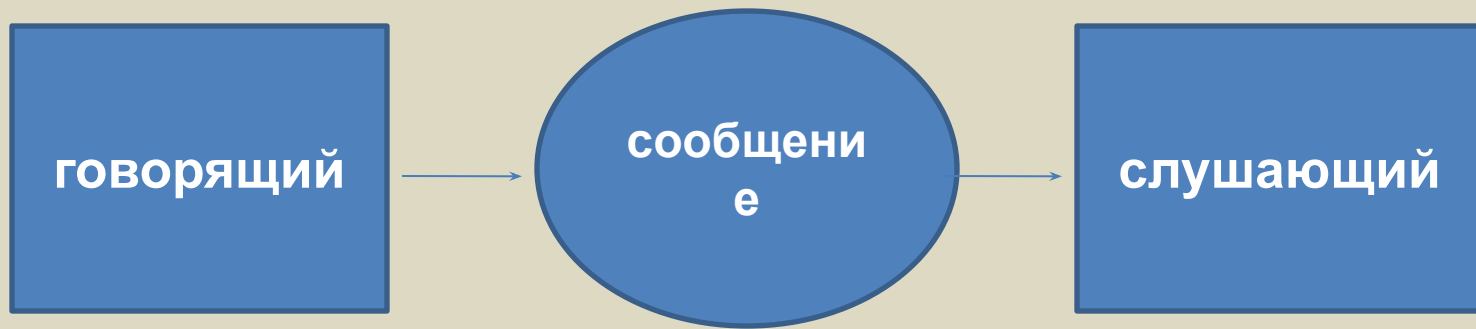 говорящий
сообщени
е
слушающий